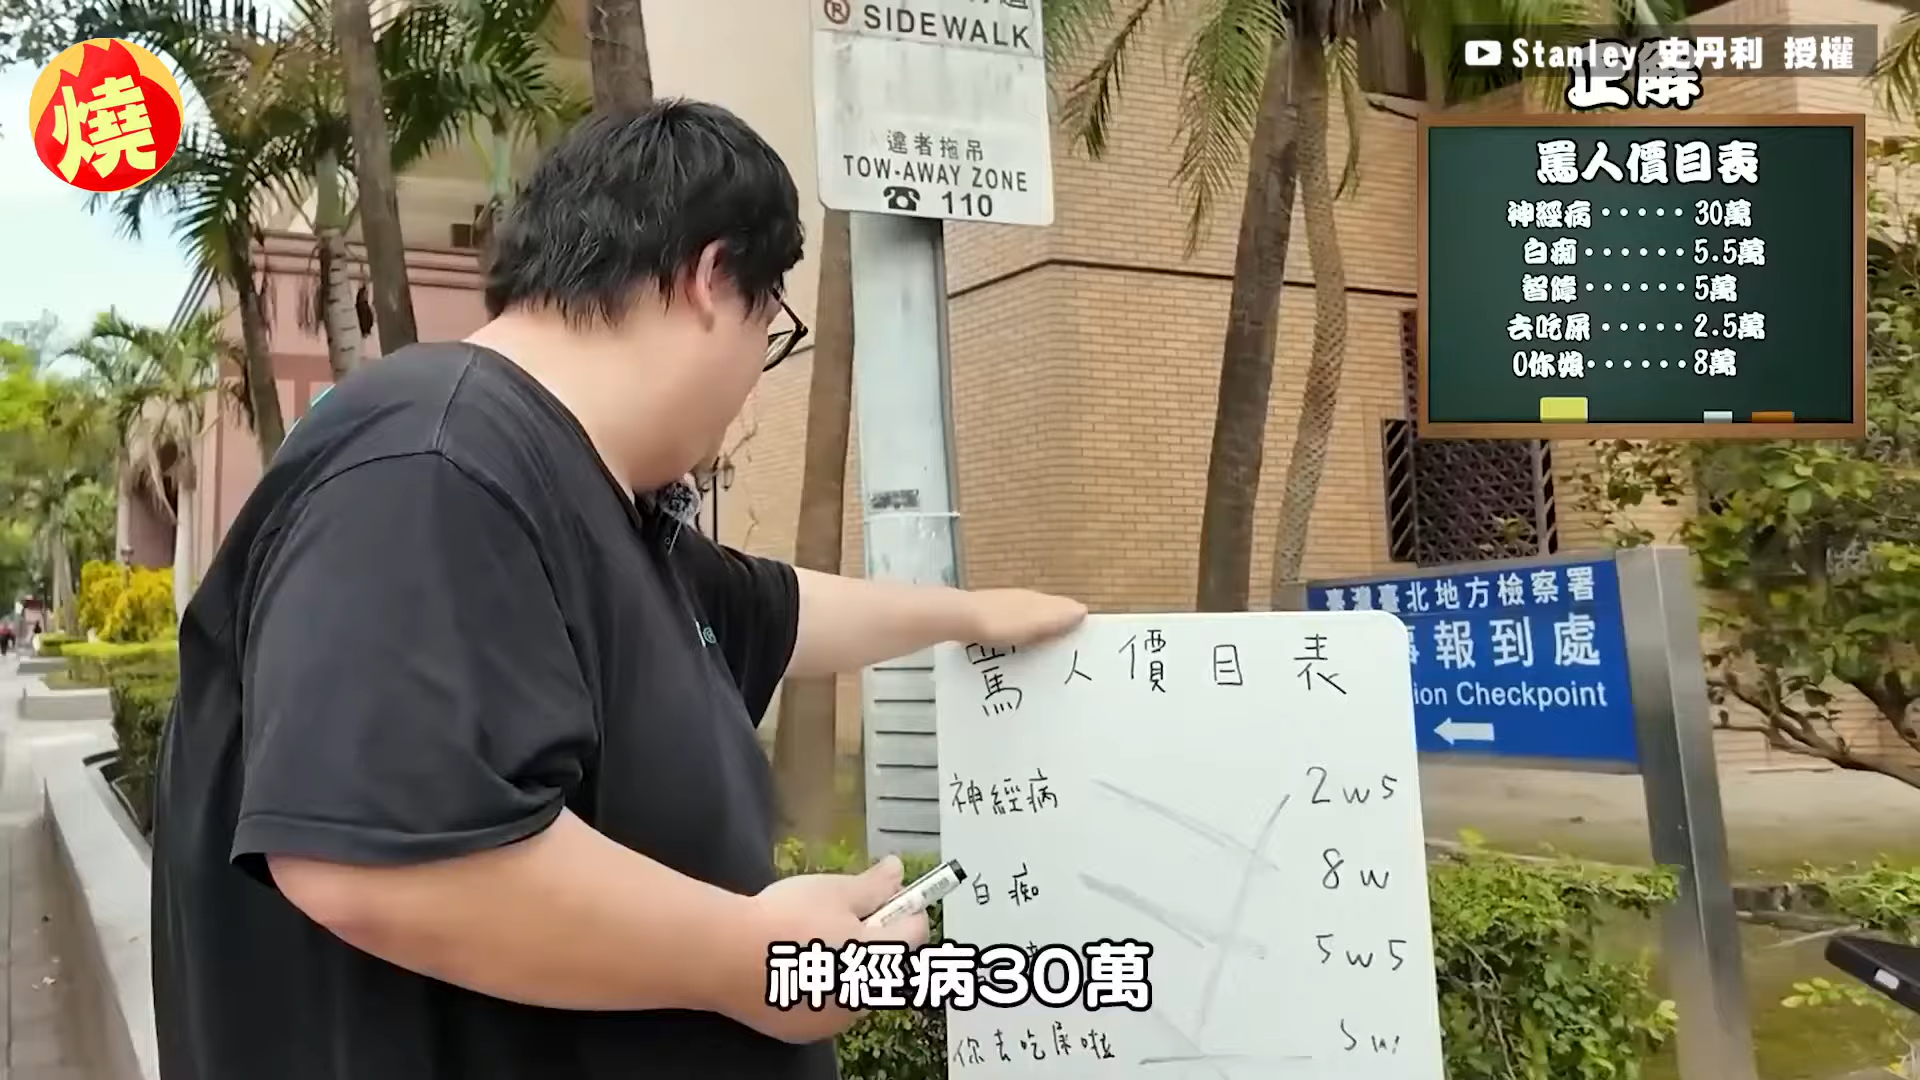 燒
Ⓡ SIDEWALK
違者拖吊
TOW-AWAY ZONE
☎ 110
Stanley 史丹利 授權
正解
罵人價目表
神經病・・・・・30萬
白痴・・・・・・5.5萬
智障・・・・・・5萬
去吃屎・・・・・2.5萬
O你娘・・・・・・8萬
臺灣臺北地方檢察署
報到處
ion Checkpoint
罵人價目表
神經病 2w5
白痴 8w
5w5
你去吃屎啦 5w
神經病30萬